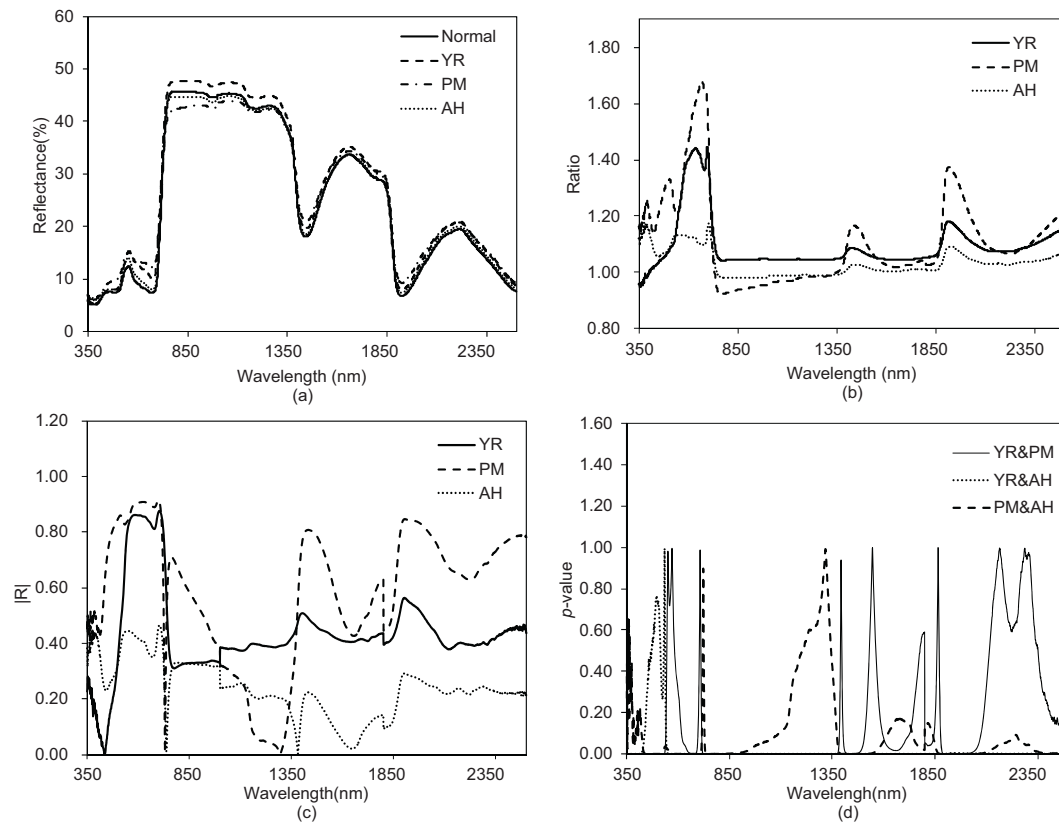 60
50
40
30
20
10
0
Reflectance(%)
Normal
YR
PM
AH
350 850 1350 1850 2350
Wavelength (nm)
(a)
1.80
1.60
1.40
1.20
1.00
0.80
Ratio
YR
PM
AH
350 850 1350 1850 2350
Wavelength (nm)
(b)
1.20
1.00
0.80
0.60
0.40
0.20
0.00
|R|
YR
PM
AH
350 850 1350 1850 2350
Wavelength(nm)
(c)
1.60
1.40
1.20
1.00
0.80
0.60
0.40
0.20
0.00
p-value
YR&PM
YR&AH
PM&AH
350 850 1350 1850 2350
Wavelengh(nm)
(d)